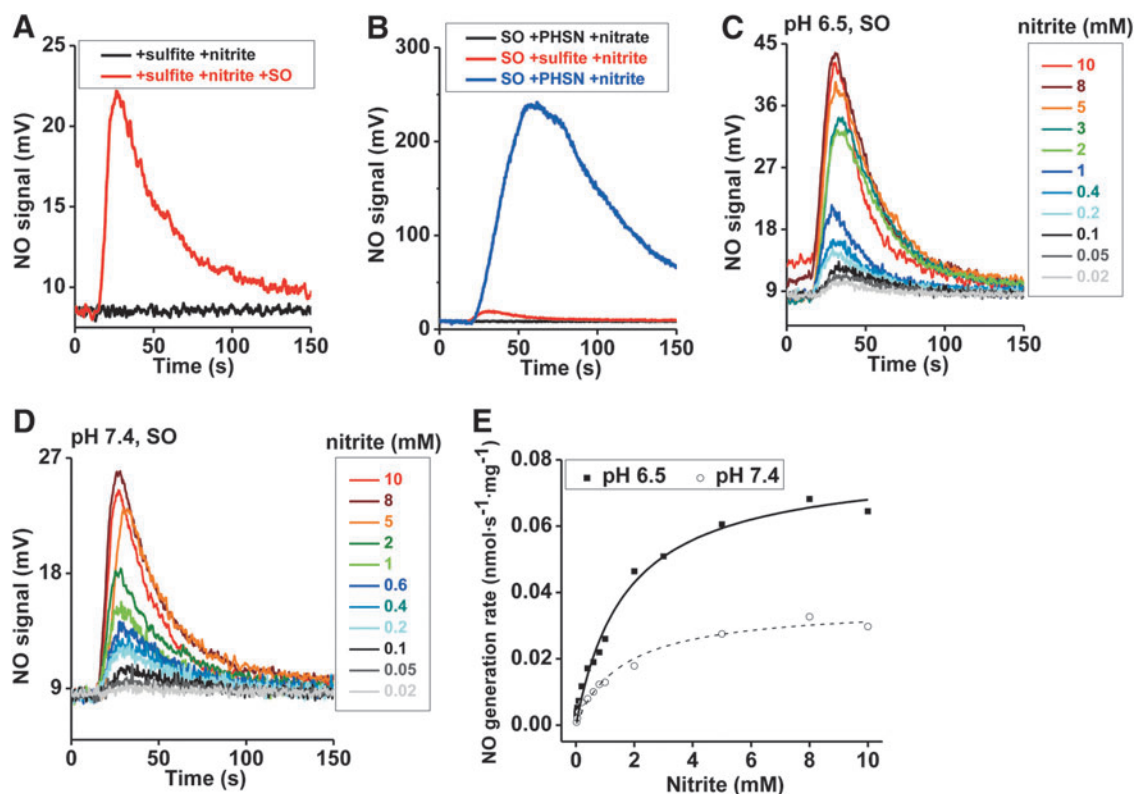 A
+sulfite +nitrite
+sulfite +nitrite +SO
NO signal (mV)
25
20
15
10
0 50 100 150
Time (s)
B
SO +PHSN +nitrate
SO +sulfite +nitrite
SO +PHSN +nitrite
NO signal (mV)
300
200
100
0
0 50 100 150
Time (s)
C
pH 6.5, SO
NO signal (mV)
45
36
27
18
9
0 50 100 150
Time (s)
nitrite (mM)
10
8
5
3
2
1
0.4
0.2
0.1
0.05
0.02
D
pH 7.4, SO
NO signal (mV)
27
18
9
0 50 100 150
Time (s)
nitrite (mM)
10
8
5
2
1
0.6
0.4
0.2
0.1
0.05
0.02
E
pH 6.5 pH 7.4
NO generation rate (nmol·s⁻¹·mg⁻¹)
0.08
0.06
0.04
0.02
0.00
0 2 4 6 8 10
Nitrite (mM)